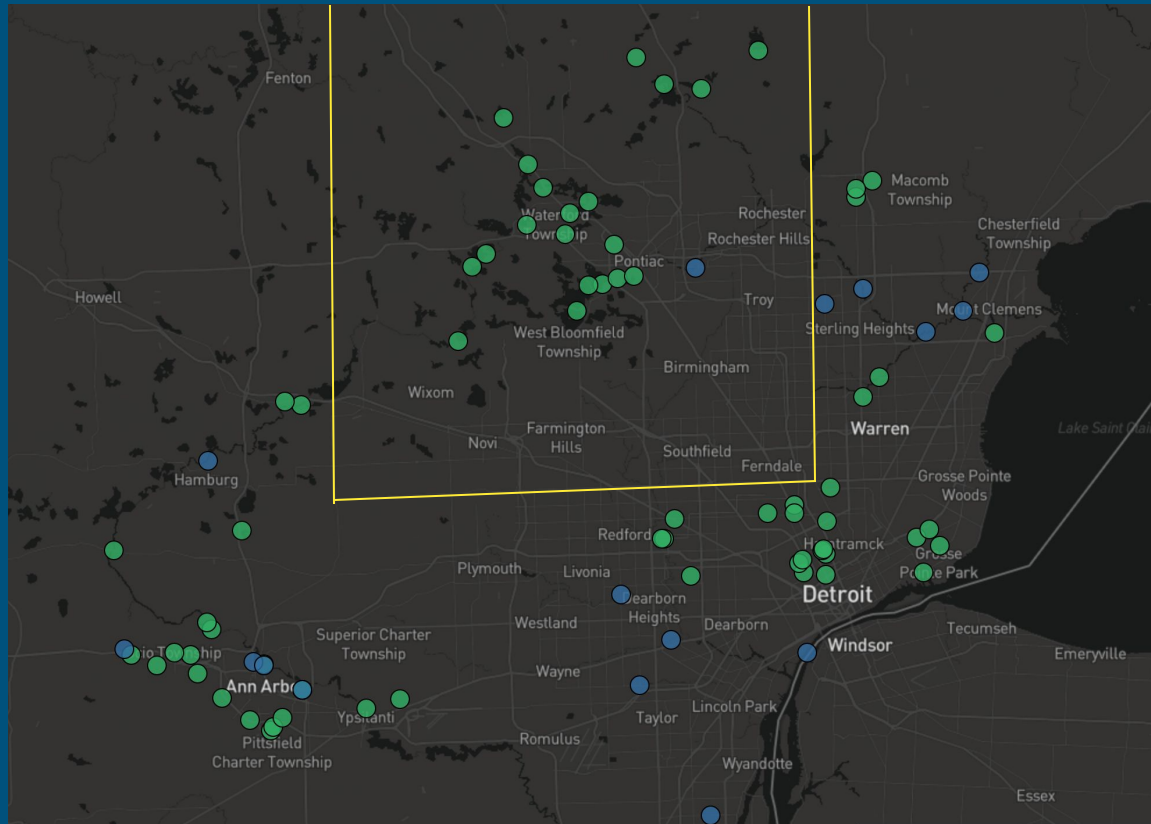 Fenton
Macomb
Township
Rochester
Chesterfield
Township
Waterford
Township
Rochester Hills
Pontiac
Howell
Troy
Mount Clemens
Sterling Heights
West Bloomfield
Township
Birmingham
Wixom
Warren
Lake Saint
Farmington
Hills
Novi
Southfield
Ferndale
Grosse Pointe
Woods
Hamburg
Redford
Hamtramck
Grosse
Pointe Park
Plymouth
Livonia
Detroit
Dearborn
Heights
Westland
Dearborn
Tecumseh
Superior Charter
Township
Windsor
Township
Emeryville
Wayne
Ann Arbo
Lincoln Park
Ypsilanti
Taylor
Romulus
Pittsfield
Charter Township
Wyandotte
Essex